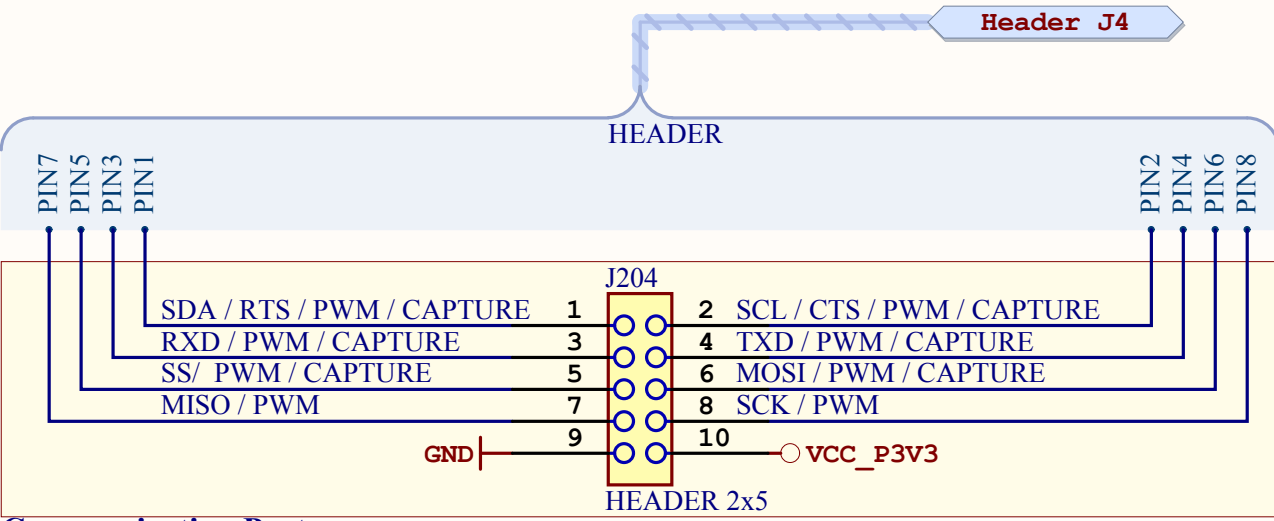 Header J4
HEADER
PIN7
PIN5
PIN3
PIN1
PIN2
PIN4
PIN6
PIN8
J204
SDA / RTS / PWM / CAPTURE 1 2 SCL / CTS / PWM / CAPTURE
RXD / PWM / CAPTURE 3 4 TXD / PWM / CAPTURE
SS/ PWM / CAPTURE 5 6 MOSI / PWM / CAPTURE
MISO / PWM 7 8 SCK / PWM
GND 9 10 VCC_P3V3
HEADER 2x5